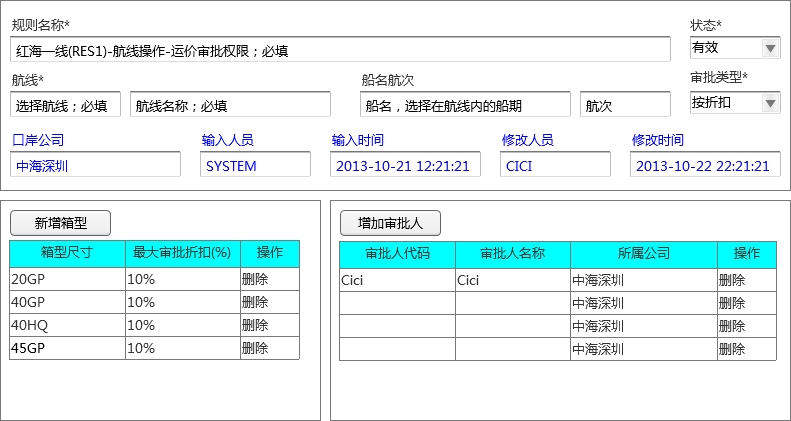 规则名称* 状态*
红海一线(RES1)-航线操作-运价审批权限；必填 有效
航线* 船名航次 审批类型*
选择航线；必填 航线名称；必填 船名，选择在航线内的船期 航次 按折扣
口岸公司 输入人员 输入时间 修改人员 修改时间
中海深圳 SYSTEM 2013-10-21 12:21:21 CICI 2013-10-22 22:21:21
新增箱型
箱型尺寸 最大审批折扣(%) 操作
20GP 10% 删除
40GP 10% 删除
40HQ 10% 删除
45GP 10% 删除
增加审批人
审批人代码 审批人名称 所属公司 操作
Cici Cici 中海深圳 删除
中海深圳 删除
中海深圳 删除
中海深圳 删除